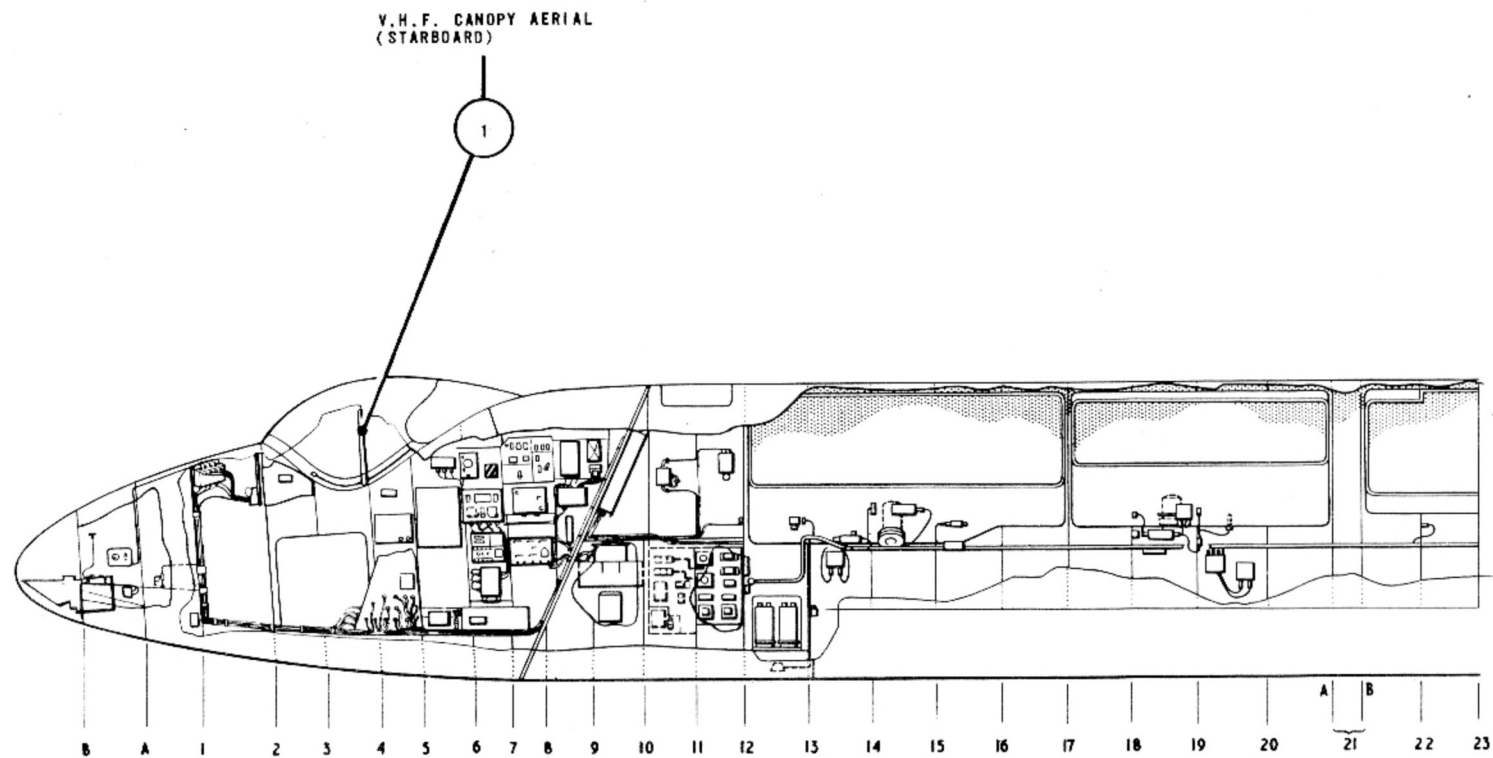 V.H.F. CANOPY AERIAL
(STARBOARD)
1
A B
B A 1 2 3 4 5 6 7 8 9 10 11 12 13 14 15 16 17 18 19 20 21 22 23